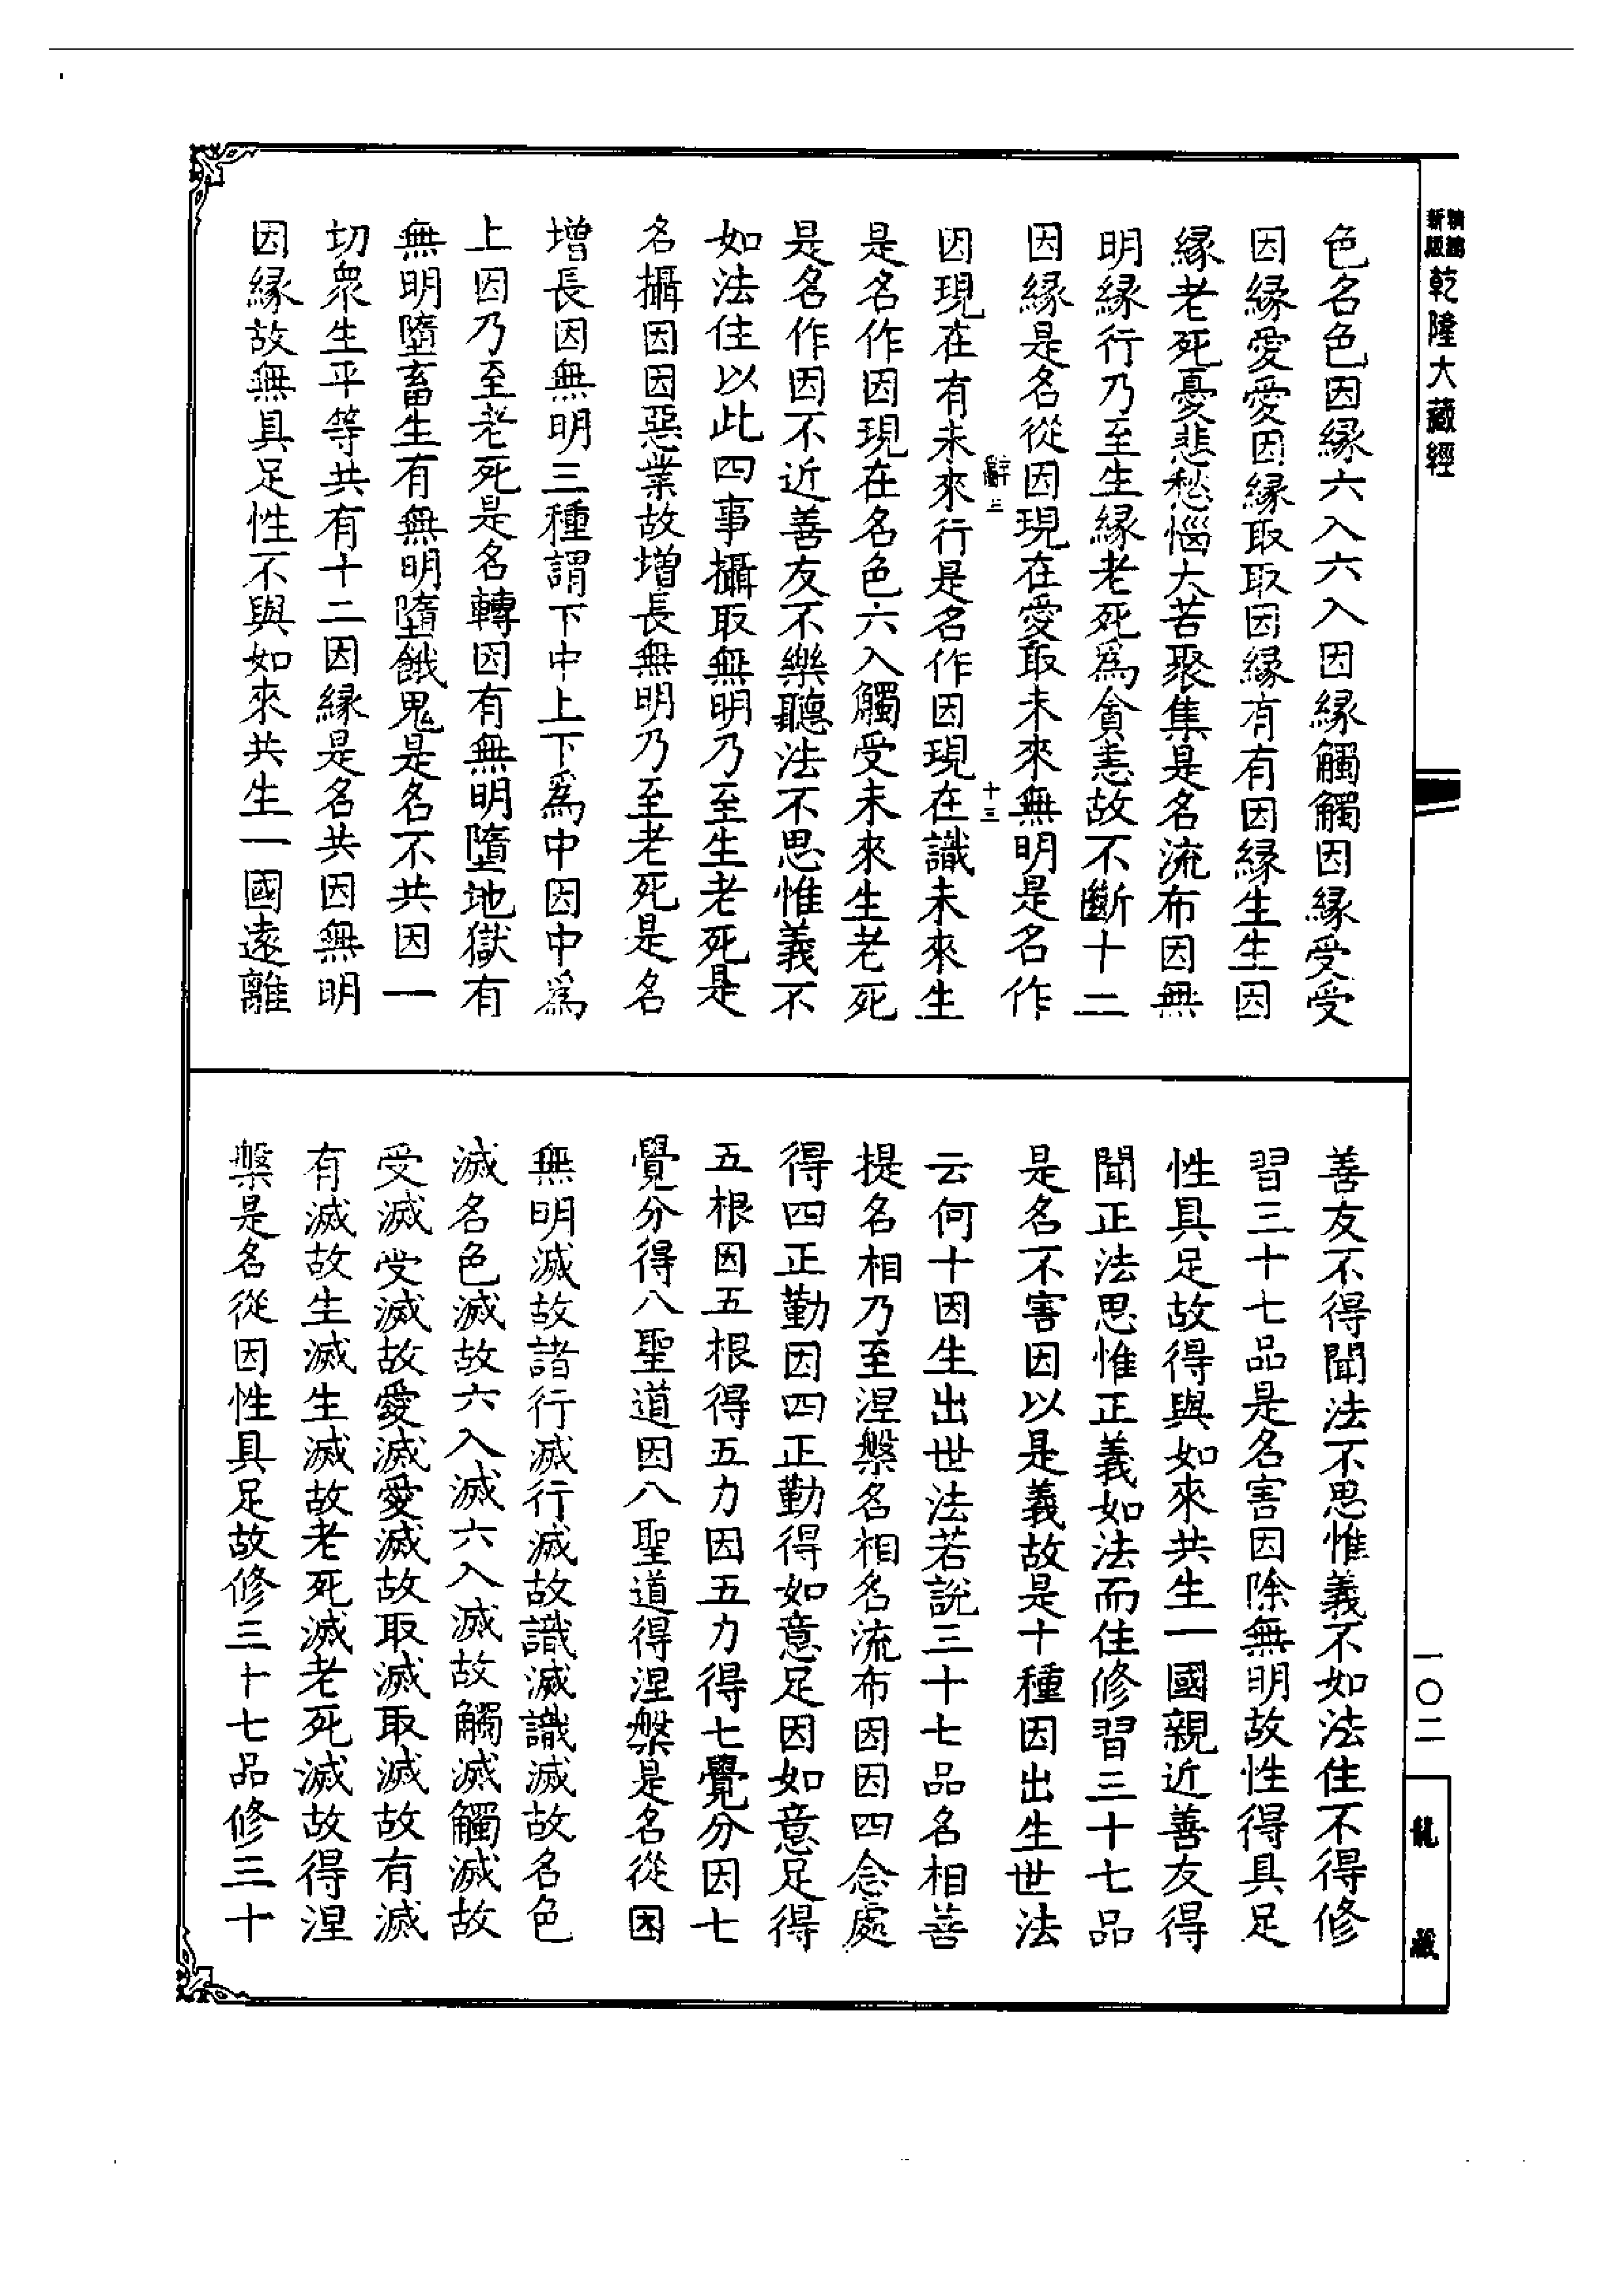 精編
新版
乾隆大藏經
色名色因緣六入六入因緣觸觸因緣受受
因緣愛愛因緣取取因緣有有因緣生生因
緣老死憂悲愁惱大苦聚集是名流布因無
明緣行乃至生緣老死為貪恚故不斷十二
因緣是名從因現在愛取未來無明是名作
辭三
十三
因現在有未來行是名作因現在識未來生
是名作因現在名色六入觸受未來生老死
是名作因不近善友不樂聽法不思惟義不
如法住以此四事攝取無明乃至生老死是
名攝因因惡業故增長無明乃至老死是名
增長因無明三種謂下中上下為中因中為
上因乃至老死是名轉因有無明墮地獄有
無明墮畜生有無明墮餓鬼是名不共因一
切眾生平等共有十二因緣是名共因無明
因緣故無具足性不與如來共生一國遠離
善友不得聞法不思惟義不如法住不得修
習三十七品是名害因除無明故性得具足
性具足故得與如來共生一國親近善友得
聞正法思惟正義如法而住修習三十七品
是名不害因以是義故是十種因出生世法
云何十因生出世法若說三十七品名相善
提名相乃至涅槃名相名流布因因四念處
得四正勤因四正勤得如意足因如意足得
五根因五根得五力因五力得七覺分因七
覺分得八聖道因八聖道得涅槃是名從因
無明滅故諸行滅行滅故識滅識滅故名色
滅名色滅故六入滅六入滅故觸滅觸滅故
受滅受滅故愛滅愛滅故取滅取滅故有滅
有滅故生滅生滅故老死滅老死滅故得涅
槃是名從因性具足故修三十七品修三十
一〇二
龍藏